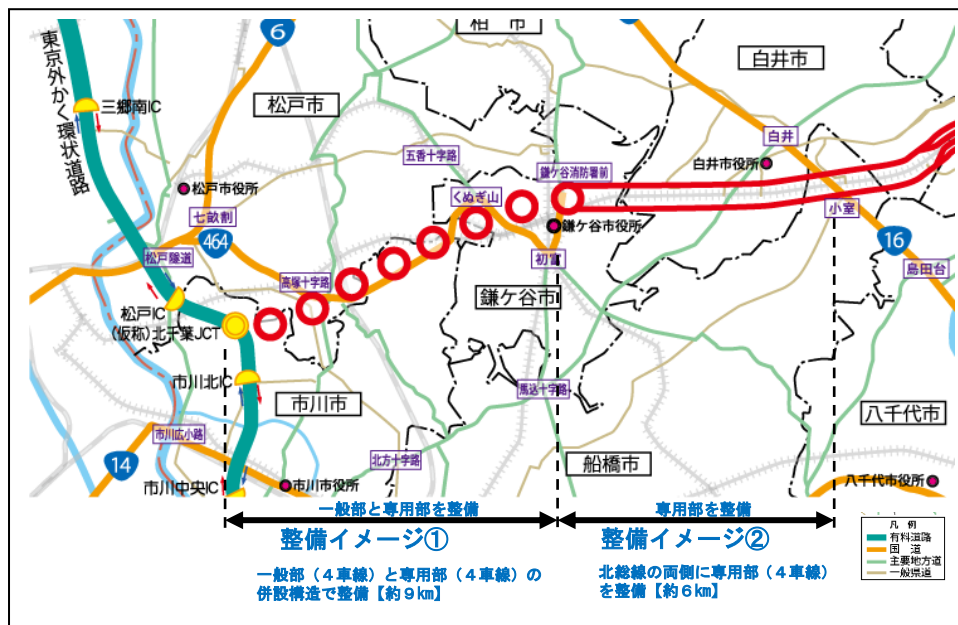 柏 市
白井市
6
16
東京外かく環状道路
三郷南IC
松戸市
五香十字路
白井
鎌ケ谷消防署前
白井市役所
松戸市役所
くぬぎ山
小室
七畝割
鎌ケ谷市役所
464
16
松戸隧道
初富
高塚十字路
島田台
鎌ケ谷市
松戸IC
(仮称)北千葉JCT
市川北IC
馬込十字路
市川市
八千代市
市川広小路
北方十字路
船橋市
14
市川中央IC
市川市役所
八千代市役所
一般部と専用部を整備
専用部を整備
整備イメージ①
整備イメージ②
一般部(4車線)と専用部(4車線)の
併設構造で整備【約9km】
北総線の両側に専用部(4車線)
を整備【約6km】
凡 例
有料道路
国 道
主要地方道
一般県道